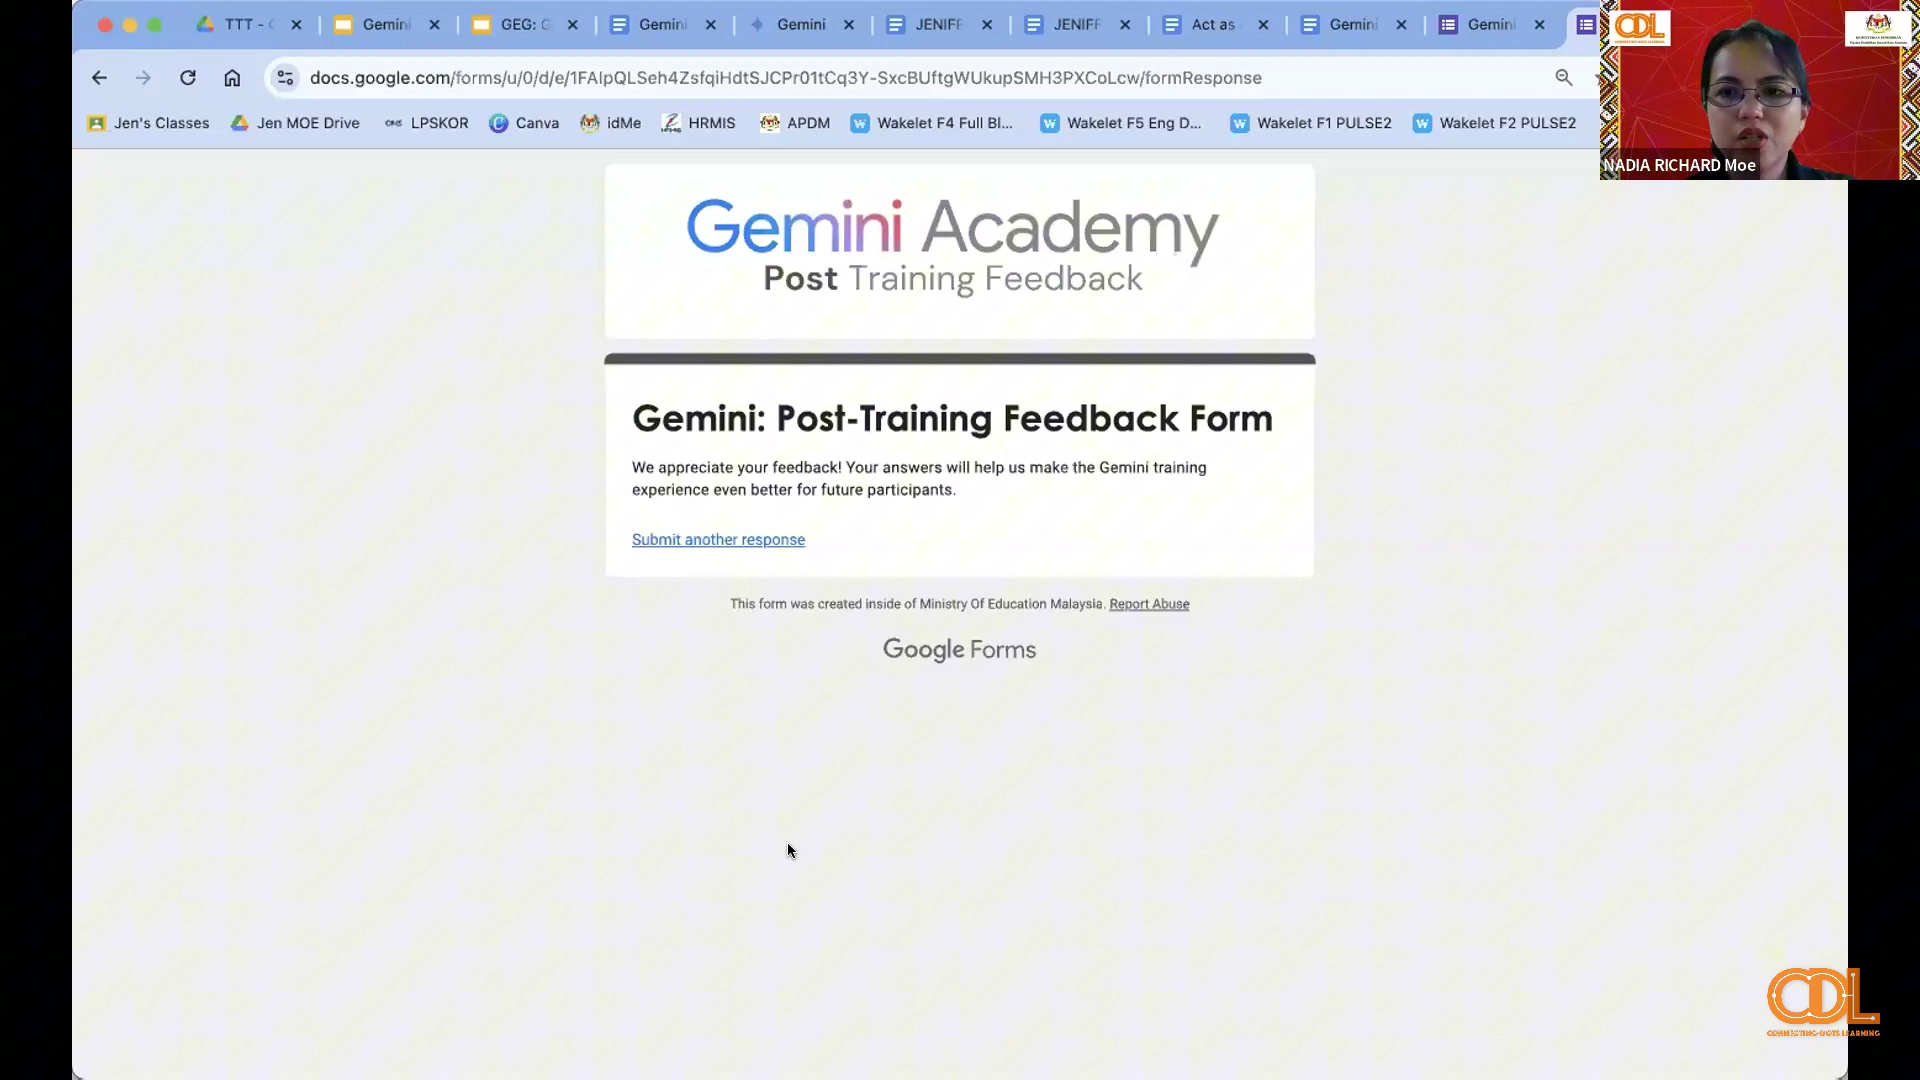 TTT - G
Gemini
GEG: G
Gemini
Gemini
JENIFF
JENIFF
Act as
Gemini
Gemini
docs.google.com/forms/u/0/d/e/1FAIpQLSeh4ZsfqiHdtSJCPr01tCq3Y-SxcBUftgWUkupSMH3PXCoLcw/formResponse
Jen's Classes
Jen MOE Drive
LPSKOR
Canva
idMe
HRMIS
APDM
Wakelet F4 Full Bl...
Wakelet F5 Eng D...
Wakelet F1 PULSE2
Wakelet F2 PULSE2
CDL
NADIA RICHARD Moe
Gemini Academy
Post Training Feedback
Gemini: Post-Training Feedback Form
We appreciate your feedback! Your answers will help us make the Gemini training
experience even better for future participants.
Submit another response
This form was created inside of Ministry Of Education Malaysia. Report Abuse
Google Forms
CDL
CONNECTING-DOTS LEARNING